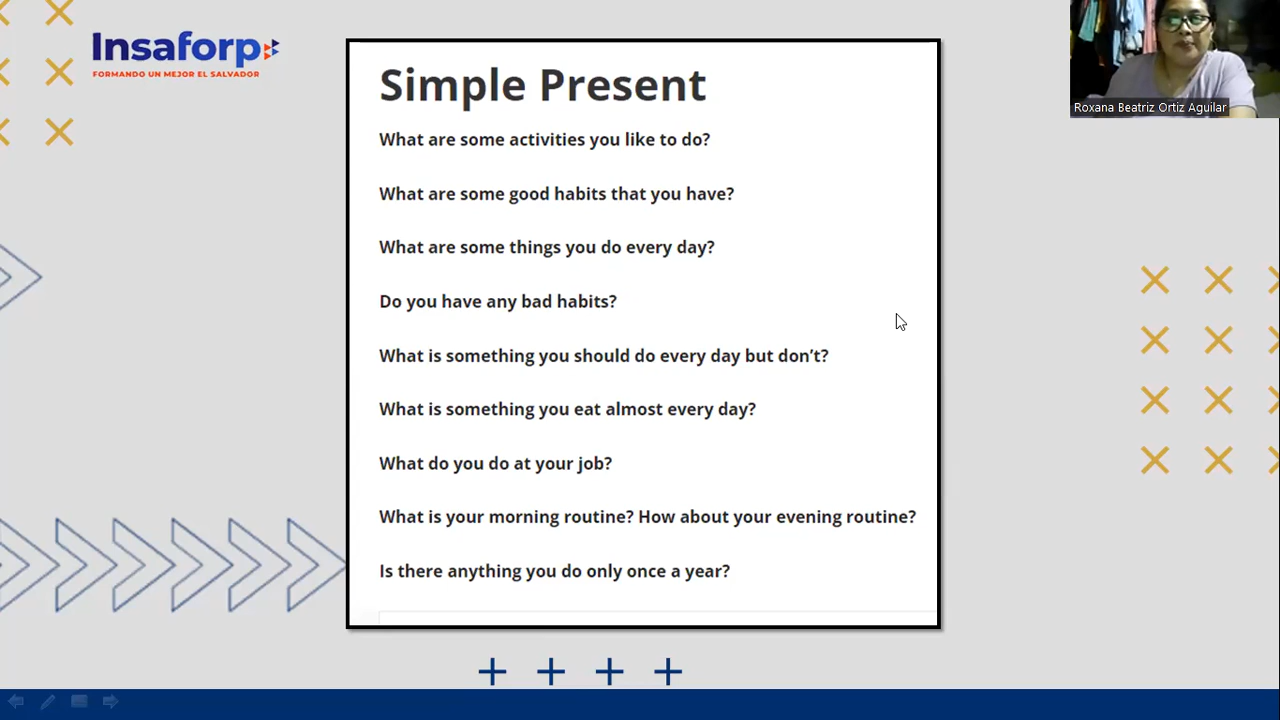 Insaforp
FORMANDO UN MEJOR EL SALVADOR
Roxana Beatriz Ortiz Aguilar
Simple Present
What are some activities you like to do?
What are some good habits that you have?
What are some things you do every day?
Do you have any bad habits?
What is something you should do every day but don’t?
What is something you eat almost every day?
What do you do at your job?
What is your morning routine? How about your evening routine?
Is there anything you do only once a year?